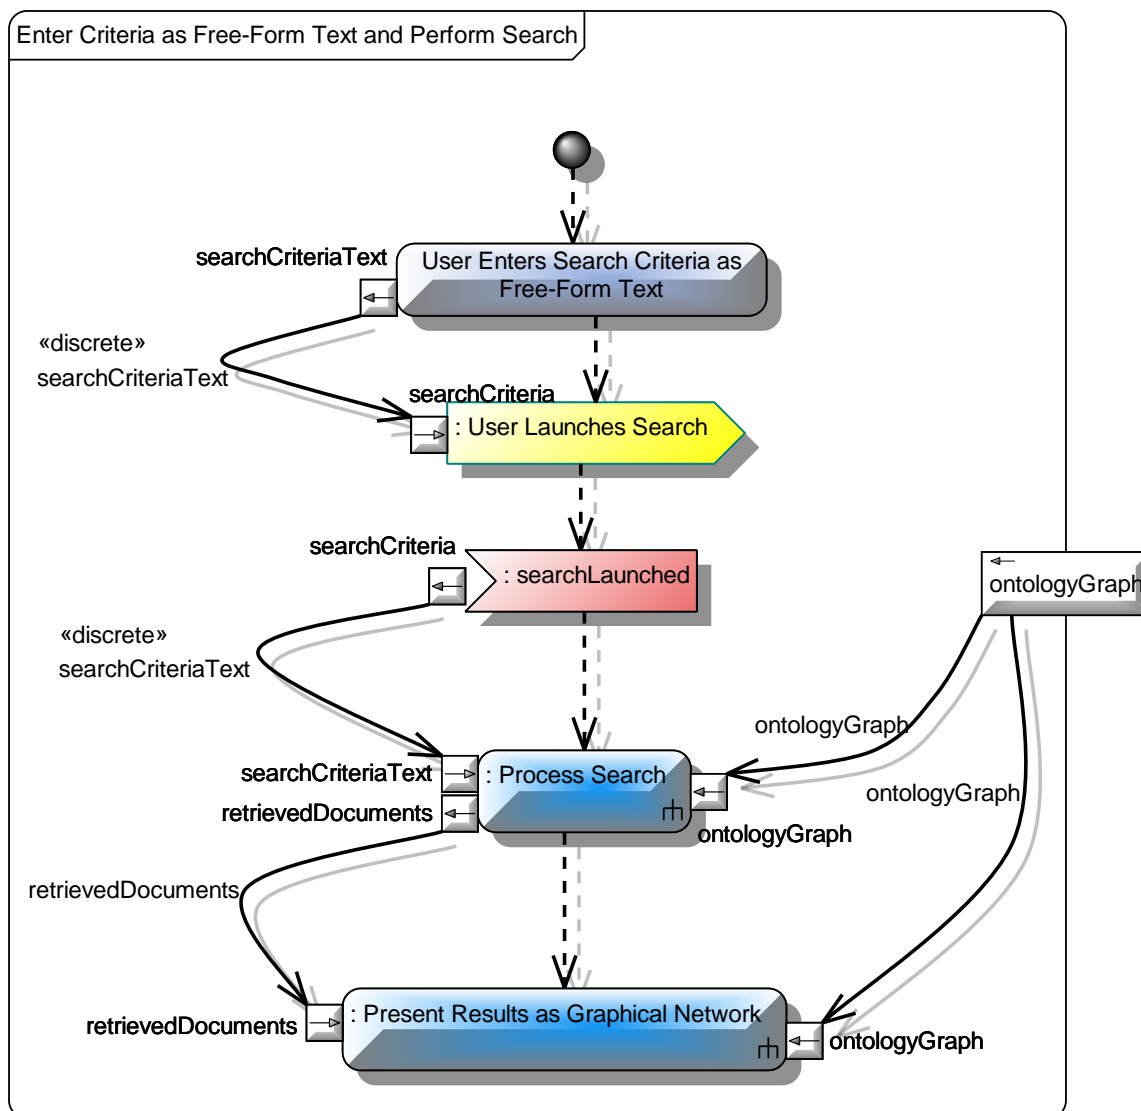 Enter Criteria as Free-Form Text and Perform Search
searchCriteriaText
User Enters Search Criteria as
Free-Form Text
«discrete»
searchCriteriaText
searchCriteria
: User Launches Search
searchCriteria
: searchLaunched
ontologyGraph
«discrete»
searchCriteriaText
ontologyGraph
searchCriteriaText
: Process Search
ontologyGraph
retrievedDocuments
ontologyGraph
retrievedDocuments
retrievedDocuments
: Present Results as Graphical Network
ontologyGraph